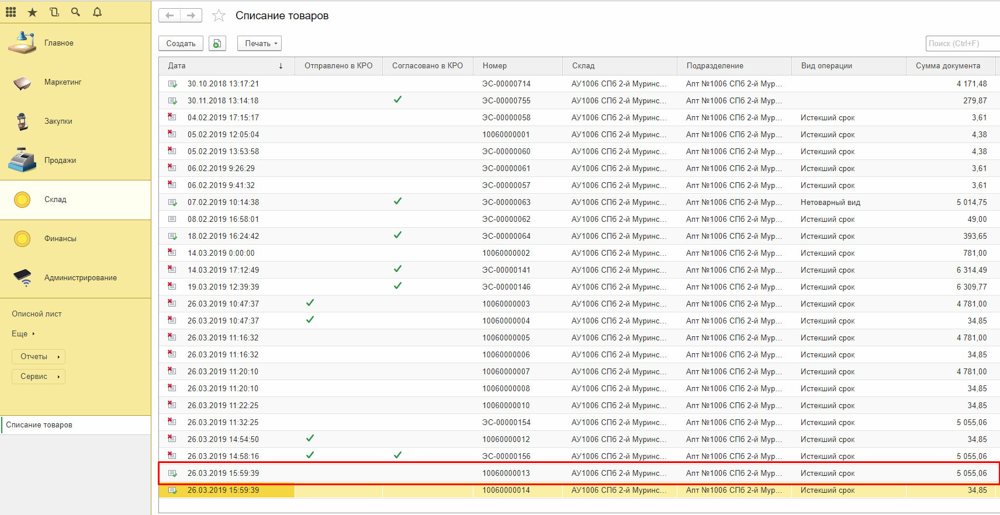 Списание товаров
Главное
Маркетинг
Закупки
Продажи
Склад
Финансы
Администрирование
Описной лист
Еще
Отчеты
Сервис
Списание товаров
Создать Печать Поиск (Ctrl+F)
Дата ↓ Отправлено в КРО Согласовано в КРО Номер Склад Подразделение Вид операции Сумма документа
30.10.2018 13:17:21 ЭС-00000714 АУ1006 СПб 2-й Муринс... Апт №1006 СПб 2-й Мур... 4 171,48
30.11.2018 13:14:18 ЭС-00000755 АУ1006 СПб 2-й Муринс... Апт №1006 СПб 2-й Мур... 279,87
04.02.2019 17:15:17 ЭС-00000058 АУ1006 СПб 2-й Муринс... Апт №1006 СПб 2-й Мур... Истекший срок 3,61
05.02.2019 12:05:04 10060000001 АУ1006 СПб 2-й Муринс... Апт №1006 СПб 2-й Мур... Истекший срок 4,38
05.02.2019 13:53:58 ЭС-00000060 АУ1006 СПб 2-й Муринс... Апт №1006 СПб 2-й Мур... Истекший срок 4,38
06.02.2019 9:26:29 ЭС-00000061 АУ1006 СПб 2-й Муринс... Апт №1006 СПб 2-й Мур... Истекший срок 3,61
06.02.2019 9:41:32 ЭС-00000057 АУ1006 СПб 2-й Муринс... Апт №1006 СПб 2-й Мур... Истекший срок 3,61
07.02.2019 10:14:38 ЭС-00000063 АУ1006 СПб 2-й Муринс... Апт №1006 СПб 2-й Мур... Нетоварный вид 5 014,75
08.02.2019 16:58:01 ЭС-00000062 АУ1006 СПб 2-й Муринс... Апт №1006 СПб 2-й Мур... Истекший срок 49,00
18.02.2019 16:24:42 ЭС-00000064 АУ1006 СПб 2-й Муринс... Апт №1006 СПб 2-й Мур... Истекший срок 393,65
14.03.2019 0:00:00 10060000002 АУ1006 СПб 2-й Муринс... Апт №1006 СПб 2-й Мур... Истекший срок 781,00
14.03.2019 17:12:49 ЭС-00000141 АУ1006 СПб 2-й Муринс... Апт №1006 СПб 2-й Мур... Истекший срок 6 314,49
19.03.2019 12:39:39 ЭС-00000146 АУ1006 СПб 2-й Муринс... Апт №1006 СПб 2-й Мур... Истекший срок 6 309,77
26.03.2019 10:47:37 10060000003 АУ1006 СПб 2-й Муринс... Апт №1006 СПб 2-й Мур... Истекший срок 4 781,00
26.03.2019 10:47:37 10060000004 АУ1006 СПб 2-й Муринс... Апт №1006 СПб 2-й Мур... Истекший срок 34,85
26.03.2019 11:16:32 10060000005 АУ1006 СПб 2-й Муринс... Апт №1006 СПб 2-й Мур... Истекший срок 4 781,00
26.03.2019 11:16:32 10060000006 АУ1006 СПб 2-й Муринс... Апт №1006 СПб 2-й Мур... Истекший срок 34,85
26.03.2019 11:20:10 10060000007 АУ1006 СПб 2-й Муринс... Апт №1006 СПб 2-й Мур... Истекший срок 4 781,00
26.03.2019 11:20:10 10060000008 АУ1006 СПб 2-й Муринс... Апт №1006 СПб 2-й Мур... Истекший срок 34,85
26.03.2019 11:22:25 10060000010 АУ1006 СПб 2-й Муринс... Апт №1006 СПб 2-й Мур... Истекший срок 34,85
26.03.2019 11:32:25 ЭС-00000154 АУ1006 СПб 2-й Муринс... Апт №1006 СПб 2-й Мур... Истекший срок 5 055,06
26.03.2019 14:54:50 10060000012 АУ1006 СПб 2-й Муринс... Апт №1006 СПб 2-й Мур... Истекший срок 34,85
26.03.2019 14:58:16 ЭС-00000156 АУ1006 СПб 2-й Муринс... Апт №1006 СПб 2-й Мур... Истекший срок 5 055,06
26.03.2019 15:59:39 10060000013 АУ1006 СПб 2-й Муринс... Апт №1006 СПб 2-й Мур... Истекший срок 5 055,06
26.03.2019 15:59:39 10060000014 АУ1006 СПб 2-й Муринс... Апт №1006 СПб 2-й Мур... Истекший срок 34,85